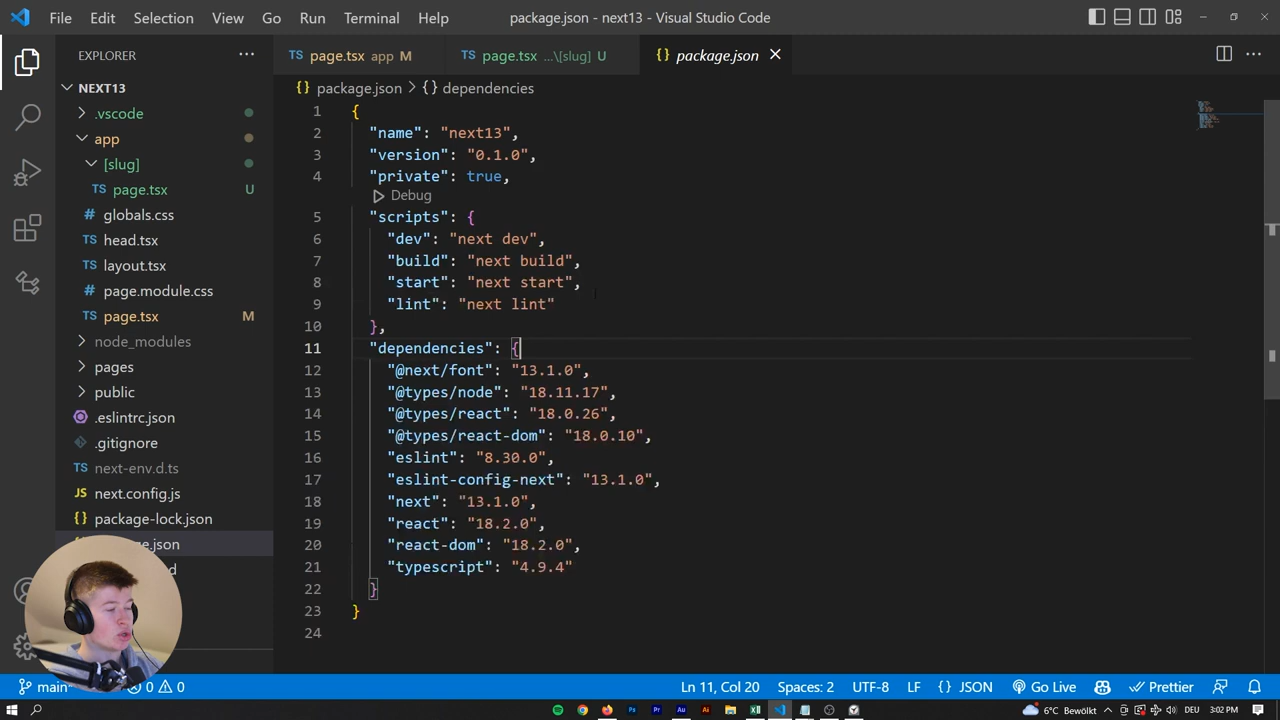 File Edit Selection View Go Run Terminal Help package.json - next13 - Visual Studio Code
EXPLORER ...
page.tsx app M page.tsx ...\[slug] U package.json
NEXT13
.vscode
app
[slug]
page.tsx U
globals.css
head.tsx
layout.tsx
page.module.css
page.tsx M
node_modules
pages
public
.eslintrc.json
.gitignore
next-env.d.ts
next.config.js
package-lock.json
package.json > {} dependencies
1 {
2 "name": "next13",
3 "version": "0.1.0",
4 "private": true,
Debug
5 "scripts": {
6 "dev": "next dev",
7 "build": "next build",
8 "start": "next start",
9 "lint": "next lint"
10 },
11 "dependencies": {
12 "@next/font": "13.1.0",
13 "@types/node": "18.11.17",
14 "@types/react": "18.0.26",
15 "@types/react-dom": "18.0.10",
16 "eslint": "8.30.0",
17 "eslint-config-next": "13.1.0",
18 "next": "13.1.0",
19 "react": "18.2.0",
20 "react-dom": "18.2.0",
21 "typescript": "4.9.4"
22 }
23 }
24
main 0 0 Ln 11, Col 20 Spaces: 2 UTF-8 LF {} JSON Go Live Prettier
6°C Bewölkt DEU 3:02 PM